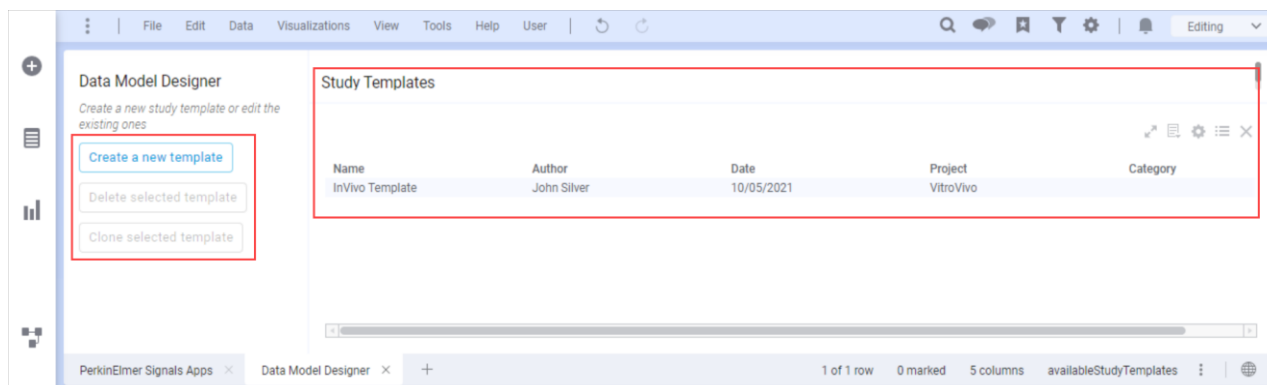 File Edit Data Visualizations View Tools Help User Editing
Data Model Designer
Create a new study template or edit the
existing ones
Create a new template
Delete selected template
Clone selected template
Study Templates
Name Author Date Project Category
InVivo Template John Silver 10/05/2021 VitroVivo
PerkinElmer Signals Apps Data Model Designer 1 of 1 row 0 marked 5 columns availableStudyTemplates